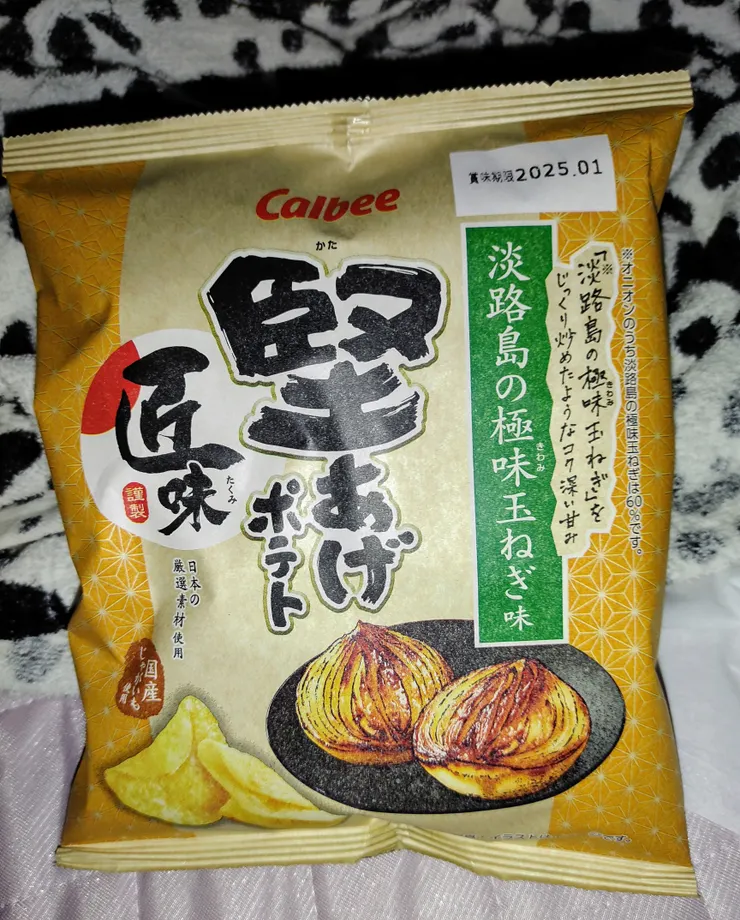 賞味期限2025.01
Calbee
かた
堅あげ
ポテト
匠味
たくみ
謹製
日本の
厳選素材使用
国産
じゃがいも
使用
淡路島の極味玉ねぎ味
きわみ
※
「淡路島の極味玉ねぎ」を
きわみ
じっくり炒めたようなコク深い甘み
※オニオンのうち淡路島の極味玉ねぎは60%です。